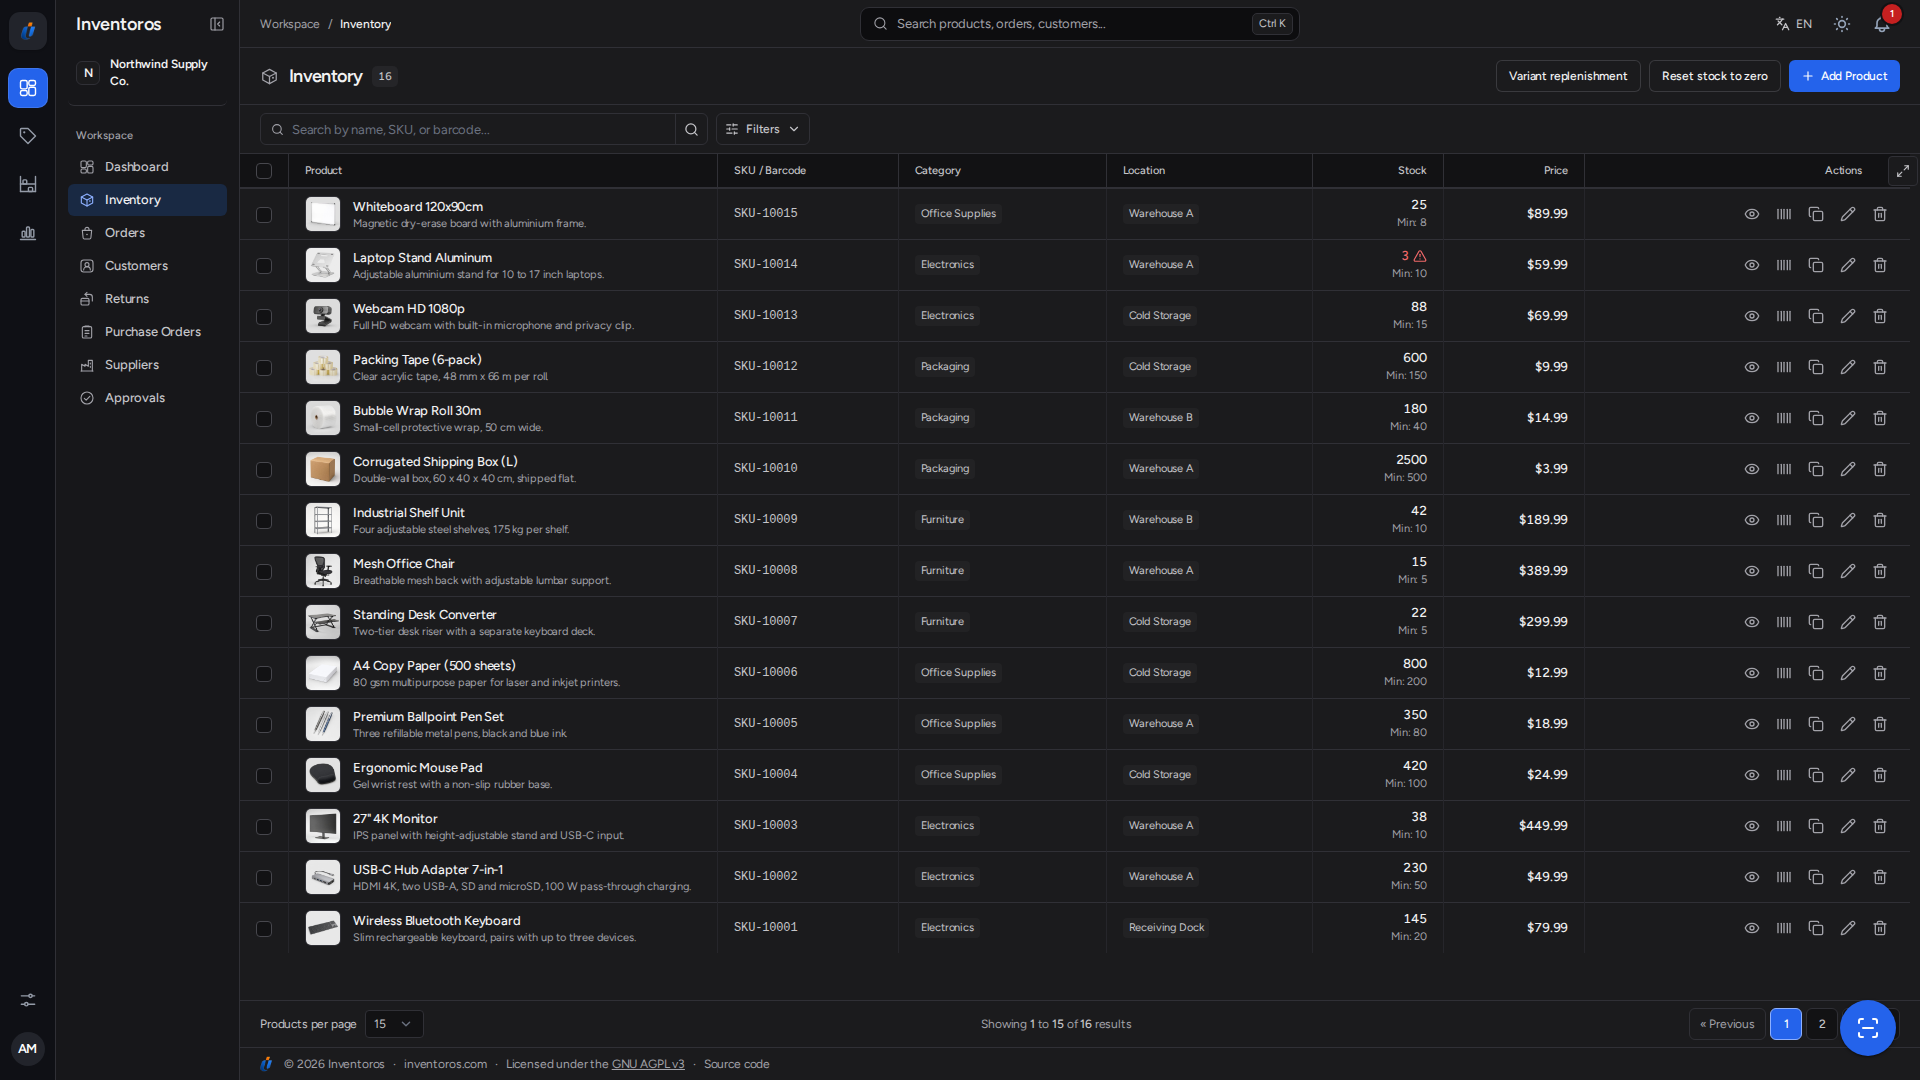 Inventoros
Workspace / Inventory
Search products, orders, customers...
Ctrl K
EN
1
N
Northwind Supply
Co.
Workspace
Dashboard
Inventory
Orders
Customers
Returns
Purchase Orders
Suppliers
Approvals
AM
Inventory 16
Variant replenishment
Reset stock to zero
Add Product
Search by name, SKU, or barcode...
Filters
Product SKU / Barcode Category Location Stock Price Actions
Whiteboard 120x90cm
Magnetic dry-erase board with aluminium frame.
SKU-10015 Office Supplies Warehouse A 25 $89.99
Min: 8
Laptop Stand Aluminum
Adjustable aluminium stand for 10 to 17 inch laptops.
SKU-10014 Electronics Warehouse A 3 $59.99
Min: 10
Webcam HD 1080p
Full HD webcam with built-in microphone and privacy clip.
SKU-10013 Electronics Cold Storage 88 $69.99
Min: 15
Packing Tape (6-pack)
Clear acrylic tape, 48 mm x 66 m per roll.
SKU-10012 Packaging Cold Storage 600 $9.99
Min: 150
Bubble Wrap Roll 30m
Small-cell protective wrap, 50 cm wide.
SKU-10011 Packaging Warehouse B 180 $14.99
Min: 40
Corrugated Shipping Box (L)
Double-wall box, 60 x 40 x 40 cm, shipped flat.
SKU-10010 Packaging Warehouse A 2500 $3.99
Min: 500
Industrial Shelf Unit
Four adjustable steel shelves, 175 kg per shelf.
SKU-10009 Furniture Warehouse B 42 $189.99
Min: 10
Mesh Office Chair
Breathable mesh back with adjustable lumbar support.
SKU-10008 Furniture Warehouse A 15 $389.99
Min: 5
Standing Desk Converter
Two-tier desk riser with a separate keyboard deck.
SKU-10007 Furniture Cold Storage 22 $299.99
Min: 5
A4 Copy Paper (500 sheets)
80 gsm multipurpose paper for laser and inkjet printers.
SKU-10006 Office Supplies Cold Storage 800 $12.99
Min: 200
Premium Ballpoint Pen Set
Three refillable metal pens, black and blue ink.
SKU-10005 Office Supplies Warehouse A 350 $18.99
Min: 80
Ergonomic Mouse Pad
Gel wrist rest with a non-slip rubber base.
SKU-10004 Office Supplies Cold Storage 420 $24.99
Min: 100
27" 4K Monitor
IPS panel with height-adjustable stand and USB-C input.
SKU-10003 Electronics Warehouse A 38 $449.99
Min: 10
USB-C Hub Adapter 7-in-1
HDMI 4K, two USB-A, SD and microSD, 100 W pass-through charging.
SKU-10002 Electronics Warehouse A 230 $49.99
Min: 50
Wireless Bluetooth Keyboard
Slim rechargeable keyboard, pairs with up to three devices.
SKU-10001 Electronics Receiving Dock 145 $79.99
Min: 20
Products per page 15
Showing 1 to 15 of 16 results
« Previous 1 2
© 2026 Inventoros · inventoros.com · Licensed under the GNU AGPL v3 · Source code